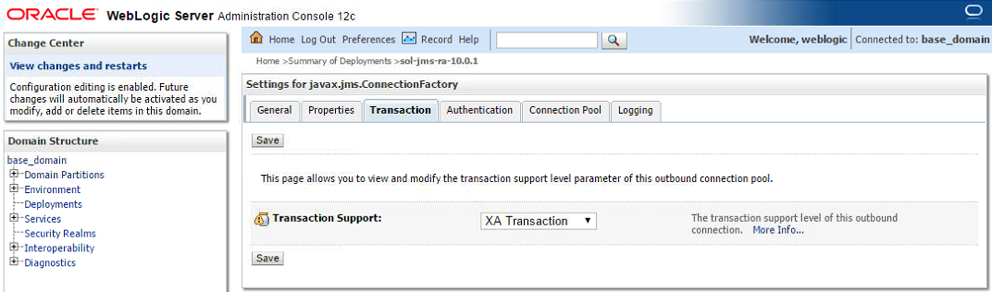 ORACLE WebLogic Server Administration Console 12c
Change Center
View changes and restarts
Configuration editing is enabled. Future
changes will automatically be activated as you
modify, add or delete items in this domain.
Domain Structure
base_domain
Domain Partitions
Environment
Deployments
Services
Security Realms
Interoperability
Diagnostics
Home Log Out Preferences Record Help
Welcome, weblogic Connected to: base_domain
Home >Summary of Deployments >sol-jms-ra-10.0.1
Settings for javax.jms.ConnectionFactory
General Properties Transaction Authentication Connection Pool Logging
Save
This page allows you to view and modify the transaction support level parameter of this outbound connection pool.
Transaction Support: XA Transaction
The transaction support level of this outbound
connection. More Info...
Save